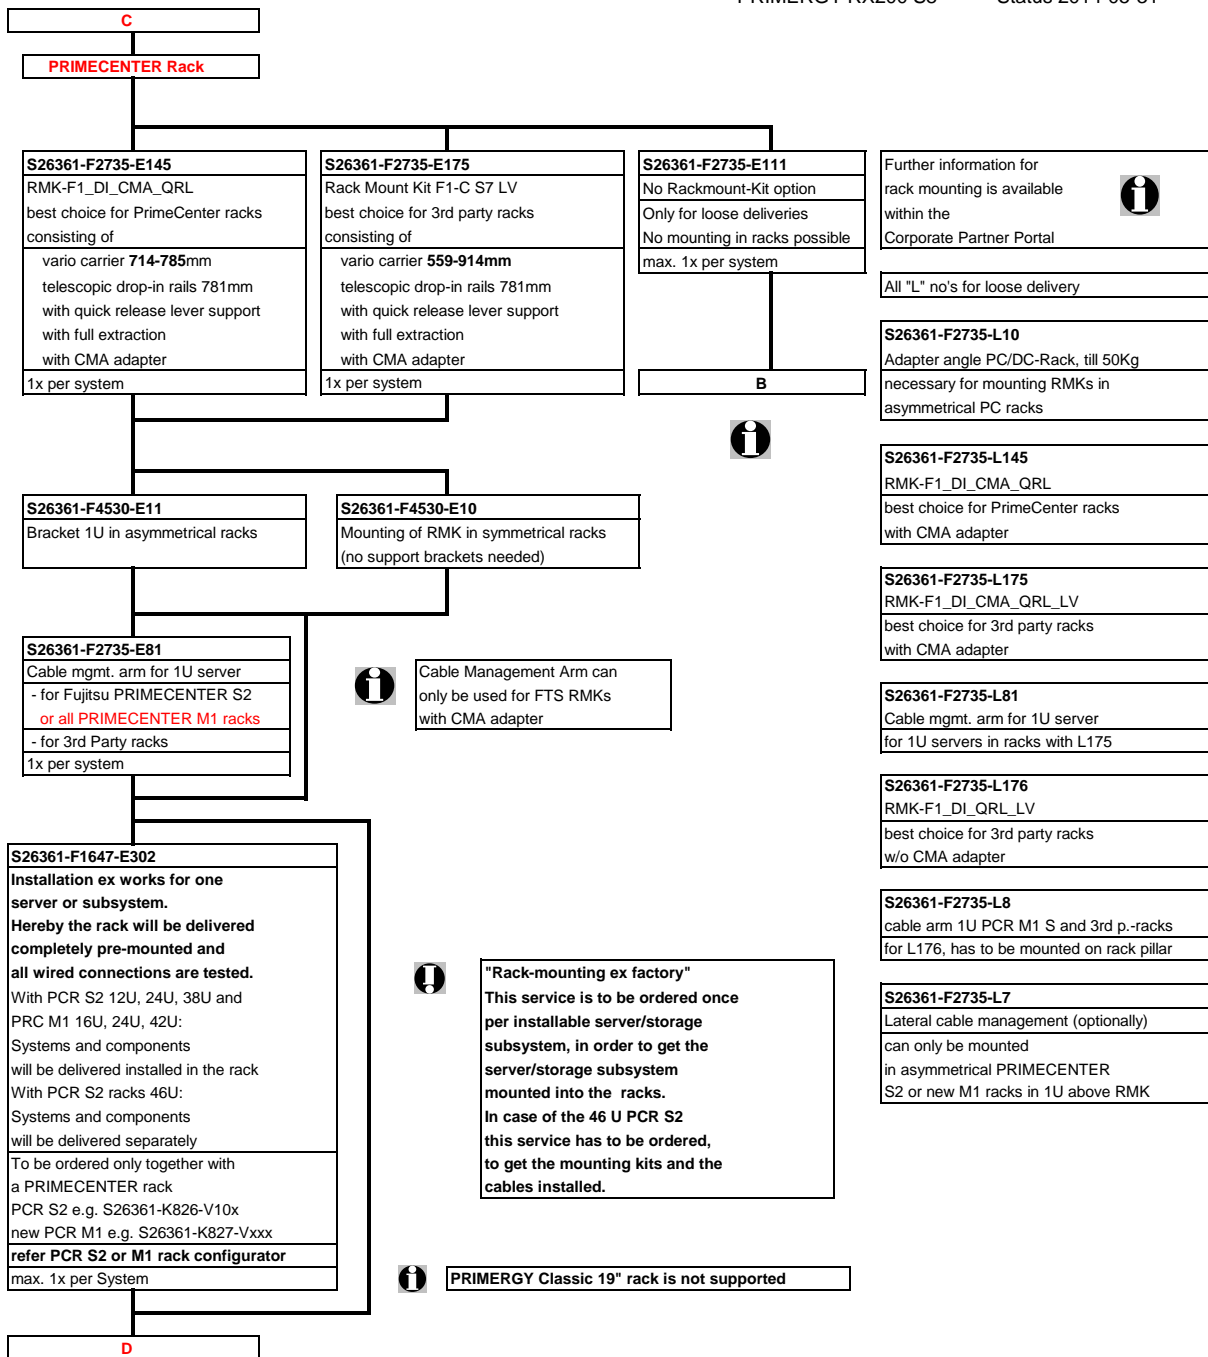 C
PRIMECENTER Rack
S26361-F2735-E145
RMK-F1_DI_CMA_QRL
best choice for PrimeCenter racks
consisting of
vario carrier 714-785mm
telescopic drop-in rails 781mm
with quick release lever support
with full extraction
with CMA adapter
1x per system
S26361-F2735-E175
Rack Mount Kit F1-C S7 LV
best choice for 3rd party racks
consisting of
vario carrier 559-914mm
telescopic drop-in rails 781mm
with quick release lever support
with full extraction
with CMA adapter
1x per system
S26361-F2735-E111
No Rackmount-Kit option
Only for loose deliveries
No mounting in racks possible
max. 1x per system
B
Further information for
rack mounting is available
within the
Corporate Partner Portal
All "L" no's for loose delivery
S26361-F2735-L10
Adapter angle PC/DC-Rack, till 50Kg
necessary for mounting RMKs in
asymmetrical PC racks
S26361-F2735-L145
RMK-F1_DI_CMA_QRL
best choice for PrimeCenter racks
with CMA adapter
S26361-F2735-L175
RMK-F1_DI_CMA_QRL_LV
best choice for 3rd party racks
with CMA adapter
S26361-F2735-L81
Cable mgmt. arm for 1U server
for 1U servers in racks with L175
S26361-F2735-L176
RMK-F1_DI_QRL_LV
best choice for 3rd party racks
w/o CMA adapter
S26361-F2735-L8
cable arm 1U PCR M1 S and 3rd p.-racks
for L176, has to be mounted on rack pillar
S26361-F2735-L7
Lateral cable management (optionally)
can only be mounted
in asymmetrical PRIMECENTER
S2 or new M1 racks in 1U above RMK
S26361-F4530-E11
Bracket 1U in asymmetrical racks
S26361-F4530-E10
Mounting of RMK in symmetrical racks
(no support brackets needed)
S26361-F2735-E81
Cable mgmt. arm for 1U server
- for Fujitsu PRIMECENTER S2
or all PRIMECENTER M1 racks
- for 3rd Party racks
1x per system
Cable Management Arm can
only be used for FTS RMKs
with CMA adapter
S26361-F1647-E302
Installation ex works for one
server or subsystem.
Hereby the rack will be delivered
completely pre-mounted and
all wired connections are tested.
With PCR S2 12U, 24U, 38U and
PRC M1 16U, 24U, 42U:
Systems and components
will be delivered installed in the rack
With PCR S2 racks 46U:
Systems and components
will be delivered separately
To be ordered only together with
a PRIMECENTER rack
PCR S2 e.g. S26361-K826-V10x
new PCR M1 e.g. S26361-K827-Vxxx
refer PCR S2 or M1 rack configurator
max. 1x per System
"Rack-mounting ex factory"
This service is to be ordered once
per installable server/storage
subsystem, in order to get the
server/storage subsystem
mounted into the racks.
In case of the 46 U PCR S2
this service has to be ordered,
to get the mounting kits and the
cables installed.
PRIMERGY Classic 19" rack is not supported
D